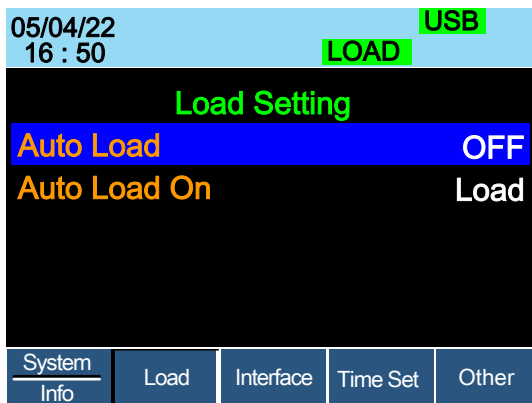 05/04/22
16 : 50
LOAD
USB
Load Setting
Auto Load OFF
Auto Load On Load
System
Info
Load
Interface
Time Set
Other